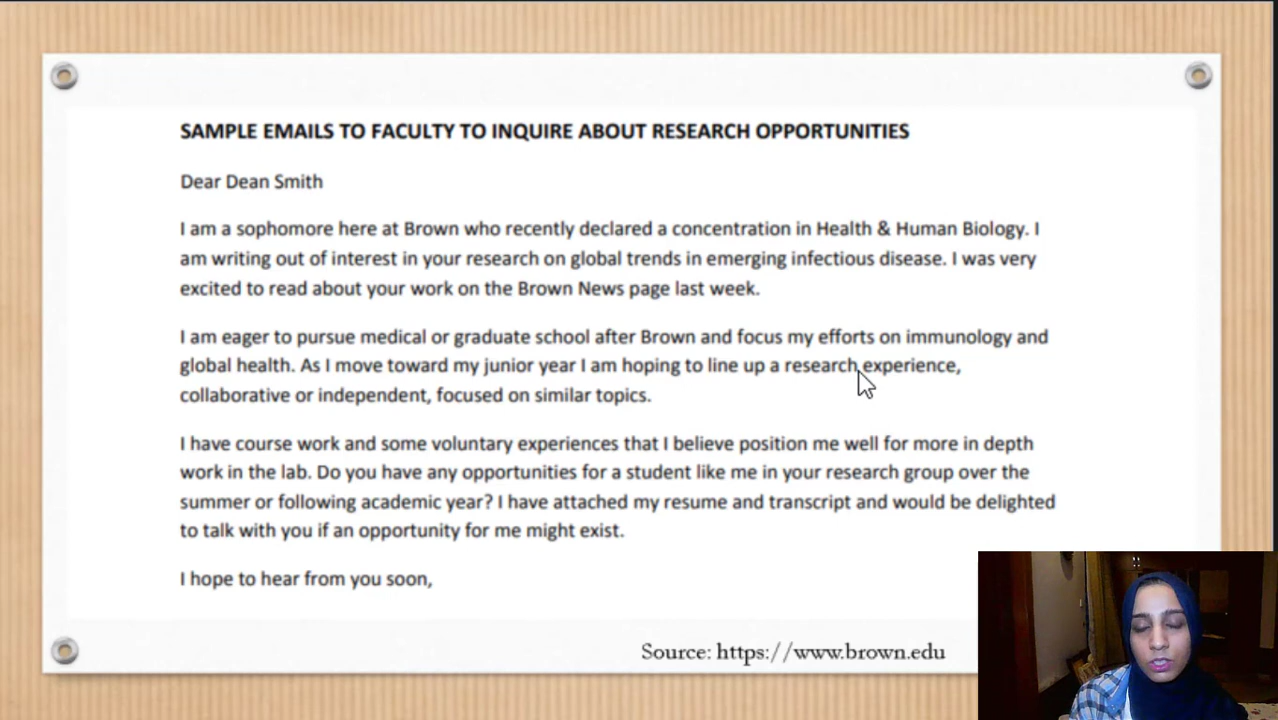 SAMPLE EMAILS TO FACULTY TO INQUIRE ABOUT RESEARCH OPPORTUNITIES
Dear Dean Smith
I am a sophomore here at Brown who recently declared a concentration in Health & Human Biology. I
am writing out of interest in your research on global trends in emerging infectious disease. I was very
excited to read about your work on the Brown News page last week.
I am eager to pursue medical or graduate school after Brown and focus my efforts on immunology and
global health. As I move toward my junior year I am hoping to line up a research experience,
collaborative or independent, focused on similar topics.
I have course work and some voluntary experiences that I believe position me well for more in depth
work in the lab. Do you have any opportunities for a student like me in your research group over the
summer or following academic year? I have attached my resume and transcript and would be delighted
to talk with you if an opportunity for me might exist.
I hope to hear from you soon,
Source: https://www.brown.edu